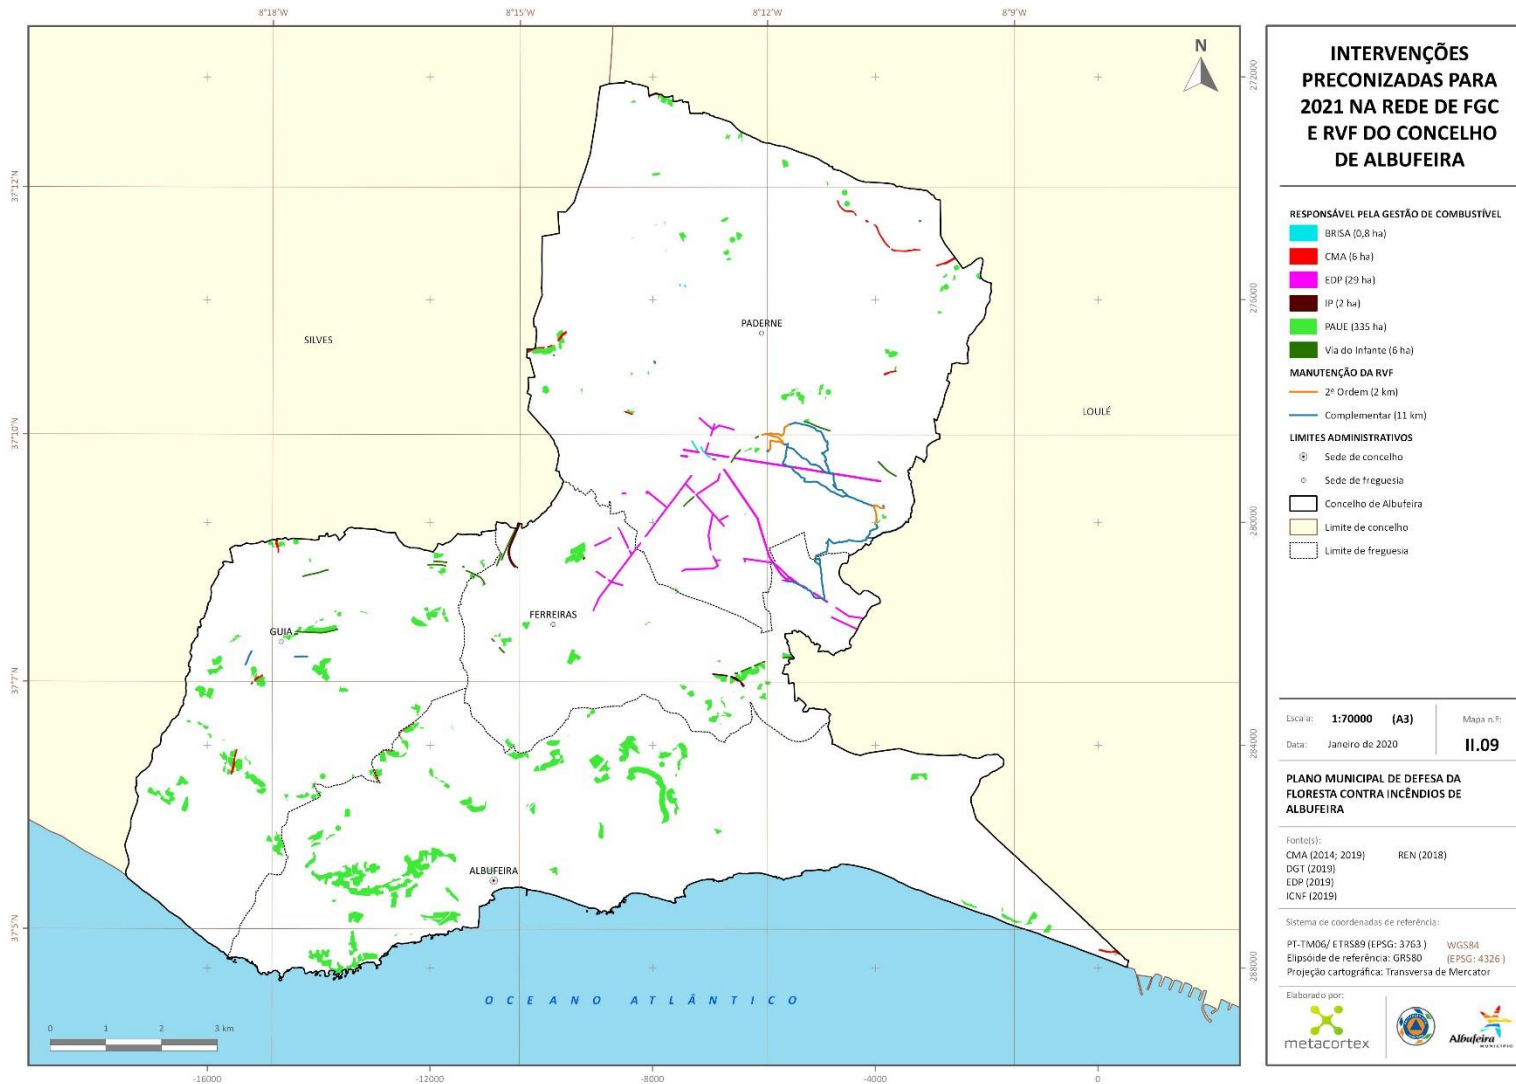 8°18'W 8°15'W 8°12'W 8°9'W
N
272000
37°12'N
276000
SILVES
PADERNE
LOULÉ
37°10'N
280000
FERREIRAS
GUIA
37°7'N
284000
ALBUFEIRA
37°5'N
288000
OCEANO ATLÂNTICO
0 1 2 3 km
-16000 -12000 -8000 -4000 0
INTERVENÇÕES
PRECONIZADAS PARA
2021 NA REDE DE FGC
E RVF DO CONCELHO
DE ALBUFEIRA
RESPONSÁVEL PELA GESTÃO DE COMBUSTÍVEL
BRISA (0,8 ha)
CMA (6 ha)
EDP (29 ha)
IP (2 ha)
PAUE (335 ha)
Via do Infante (6 ha)
MANUTENÇÃO DA RVF
2ª Ordem (2 km)
Complementar (11 km)
LIMITES ADMINISTRATIVOS
Sede de concelho
Sede de freguesia
Concelho de Albufeira
Limite de concelho
Limite de freguesia
Escala: 1:70000 (A3) Mapa n.º:
Data: Janeiro de 2020 II.09
PLANO MUNICIPAL DE DEFESA DA
FLORESTA CONTRA INCÊNDIOS DE
ALBUFEIRA
Fonte(s):
CMA (2014; 2019) REN (2018)
DGT (2019)
EDP (2019)
ICNF (2019)
Sistema de coordenadas de referência:
PT-TM06/ ETRS89 (EPSG: 3763 ) WGS84
Elipsóide de referência: GRS80 (EPSG: 4326 )
Projeção cartográfica: Transversa de Mercator
Elaborado por:
metacortex
Albufeira
MUNICÍPIO